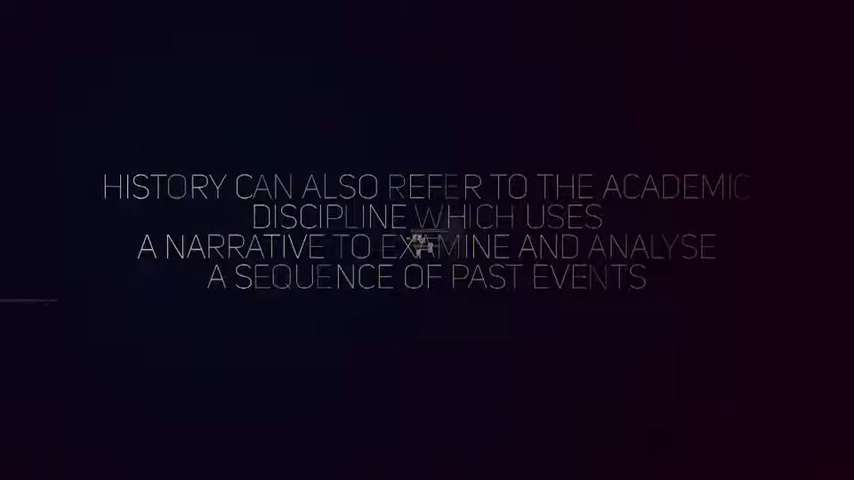 HISTORY CAN ALSO REFER TO THE ACADEMIC
DISCIPLINE WHICH USES
A NARRATIVE TO EXAMINE AND ANALYSE
A SEQUENCE OF PAST EVENTS